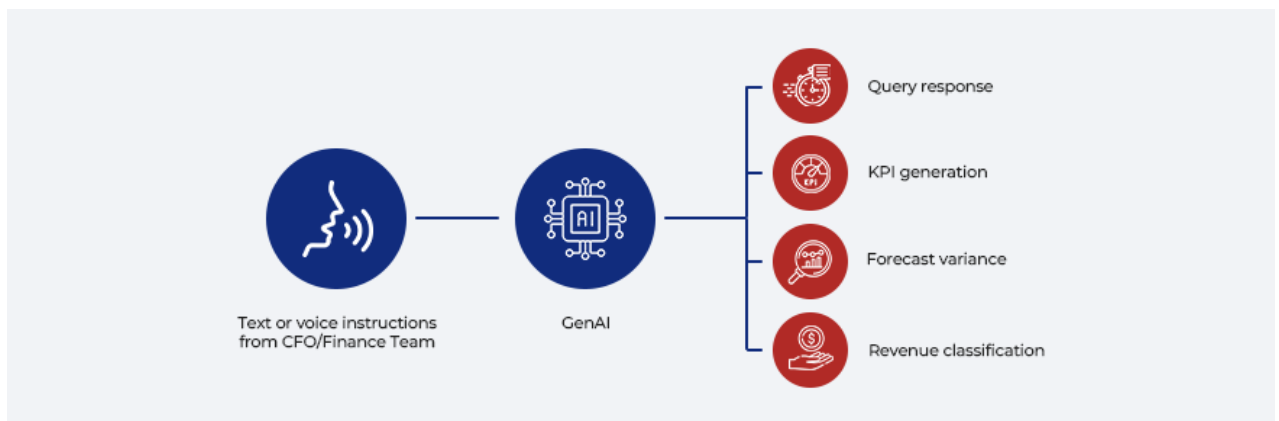 Query response
KPI
KPI generation
AI
Forecast variance
Text or voice instructions
from CFO/Finance Team
GenAI
$
Revenue classification